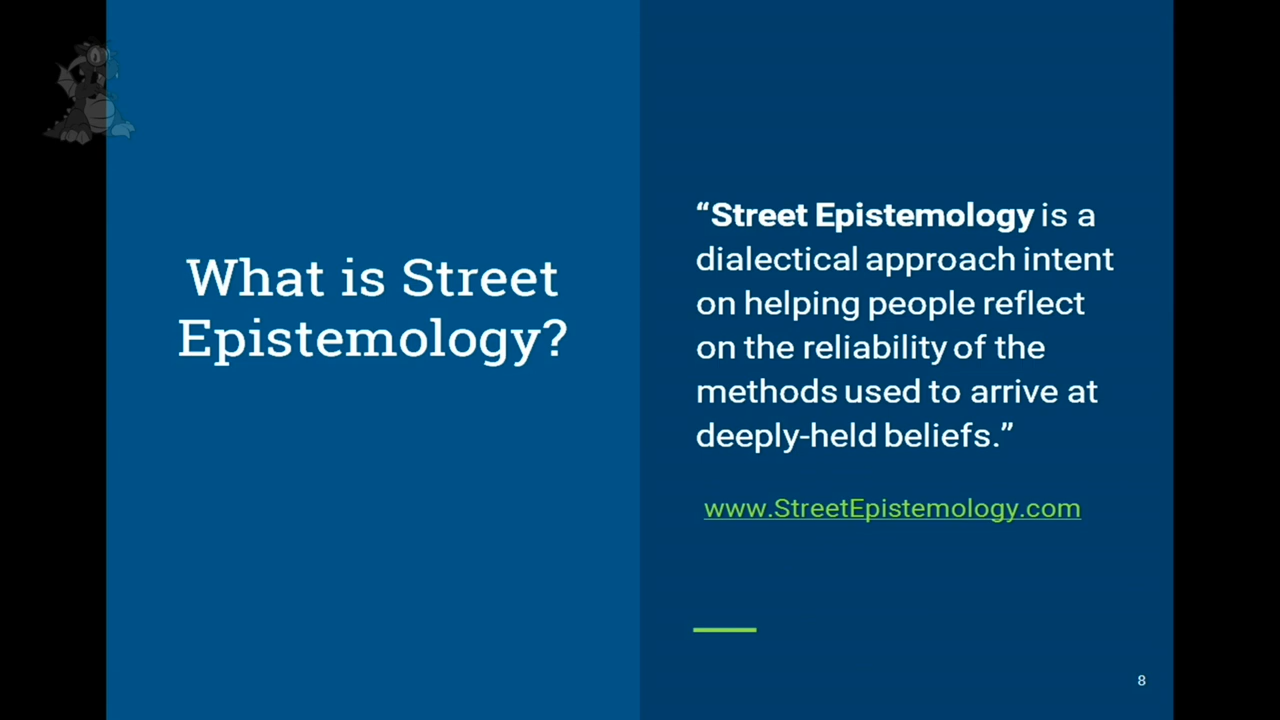 What is Street
Epistemology?
“Street Epistemology is a
dialectical approach intent
on helping people reflect
on the reliability of the
methods used to arrive at
deeply-held beliefs.”
www.StreetEpistemology.com
8